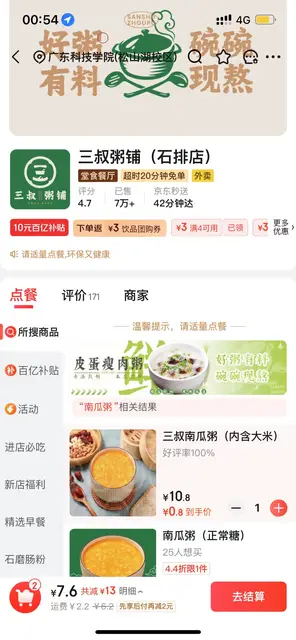 00:54
4G
SANSHU
ZHOUPU
好粥
有料
碗碗
现熬
广东科技学院(松山湖校区)
三叔粥铺
三叔粥铺（石排店）
堂食餐厅 超时20分钟免单 外卖
评分 已售 京东秒送
4.7 7万+ 42分钟达
10元百亿补贴 下单返 ¥3 饮品团购券 ¥3 满4可用 已领 ¥3
更多
优惠
请适量点餐,环保又健康
点餐 评价 171 商家
所搜商品
补 百亿补贴
活动
进店必吃
新店福利
精选早餐
石磨肠粉
温馨提示，请适量点餐
皮蛋瘦肉粥
鲜
好粥有料
碗碗现熬
“南瓜粥”相关结果
三叔南瓜粥（内含大米）
好评率100%
¥10.8
¥0.8 到手价
1
南瓜粥（正常糖）
25人想买
4.4折限1件
2
¥7.6 共减¥13 明细
运费 ¥2.2 ¥6.2 先享后付再减2元
去结算